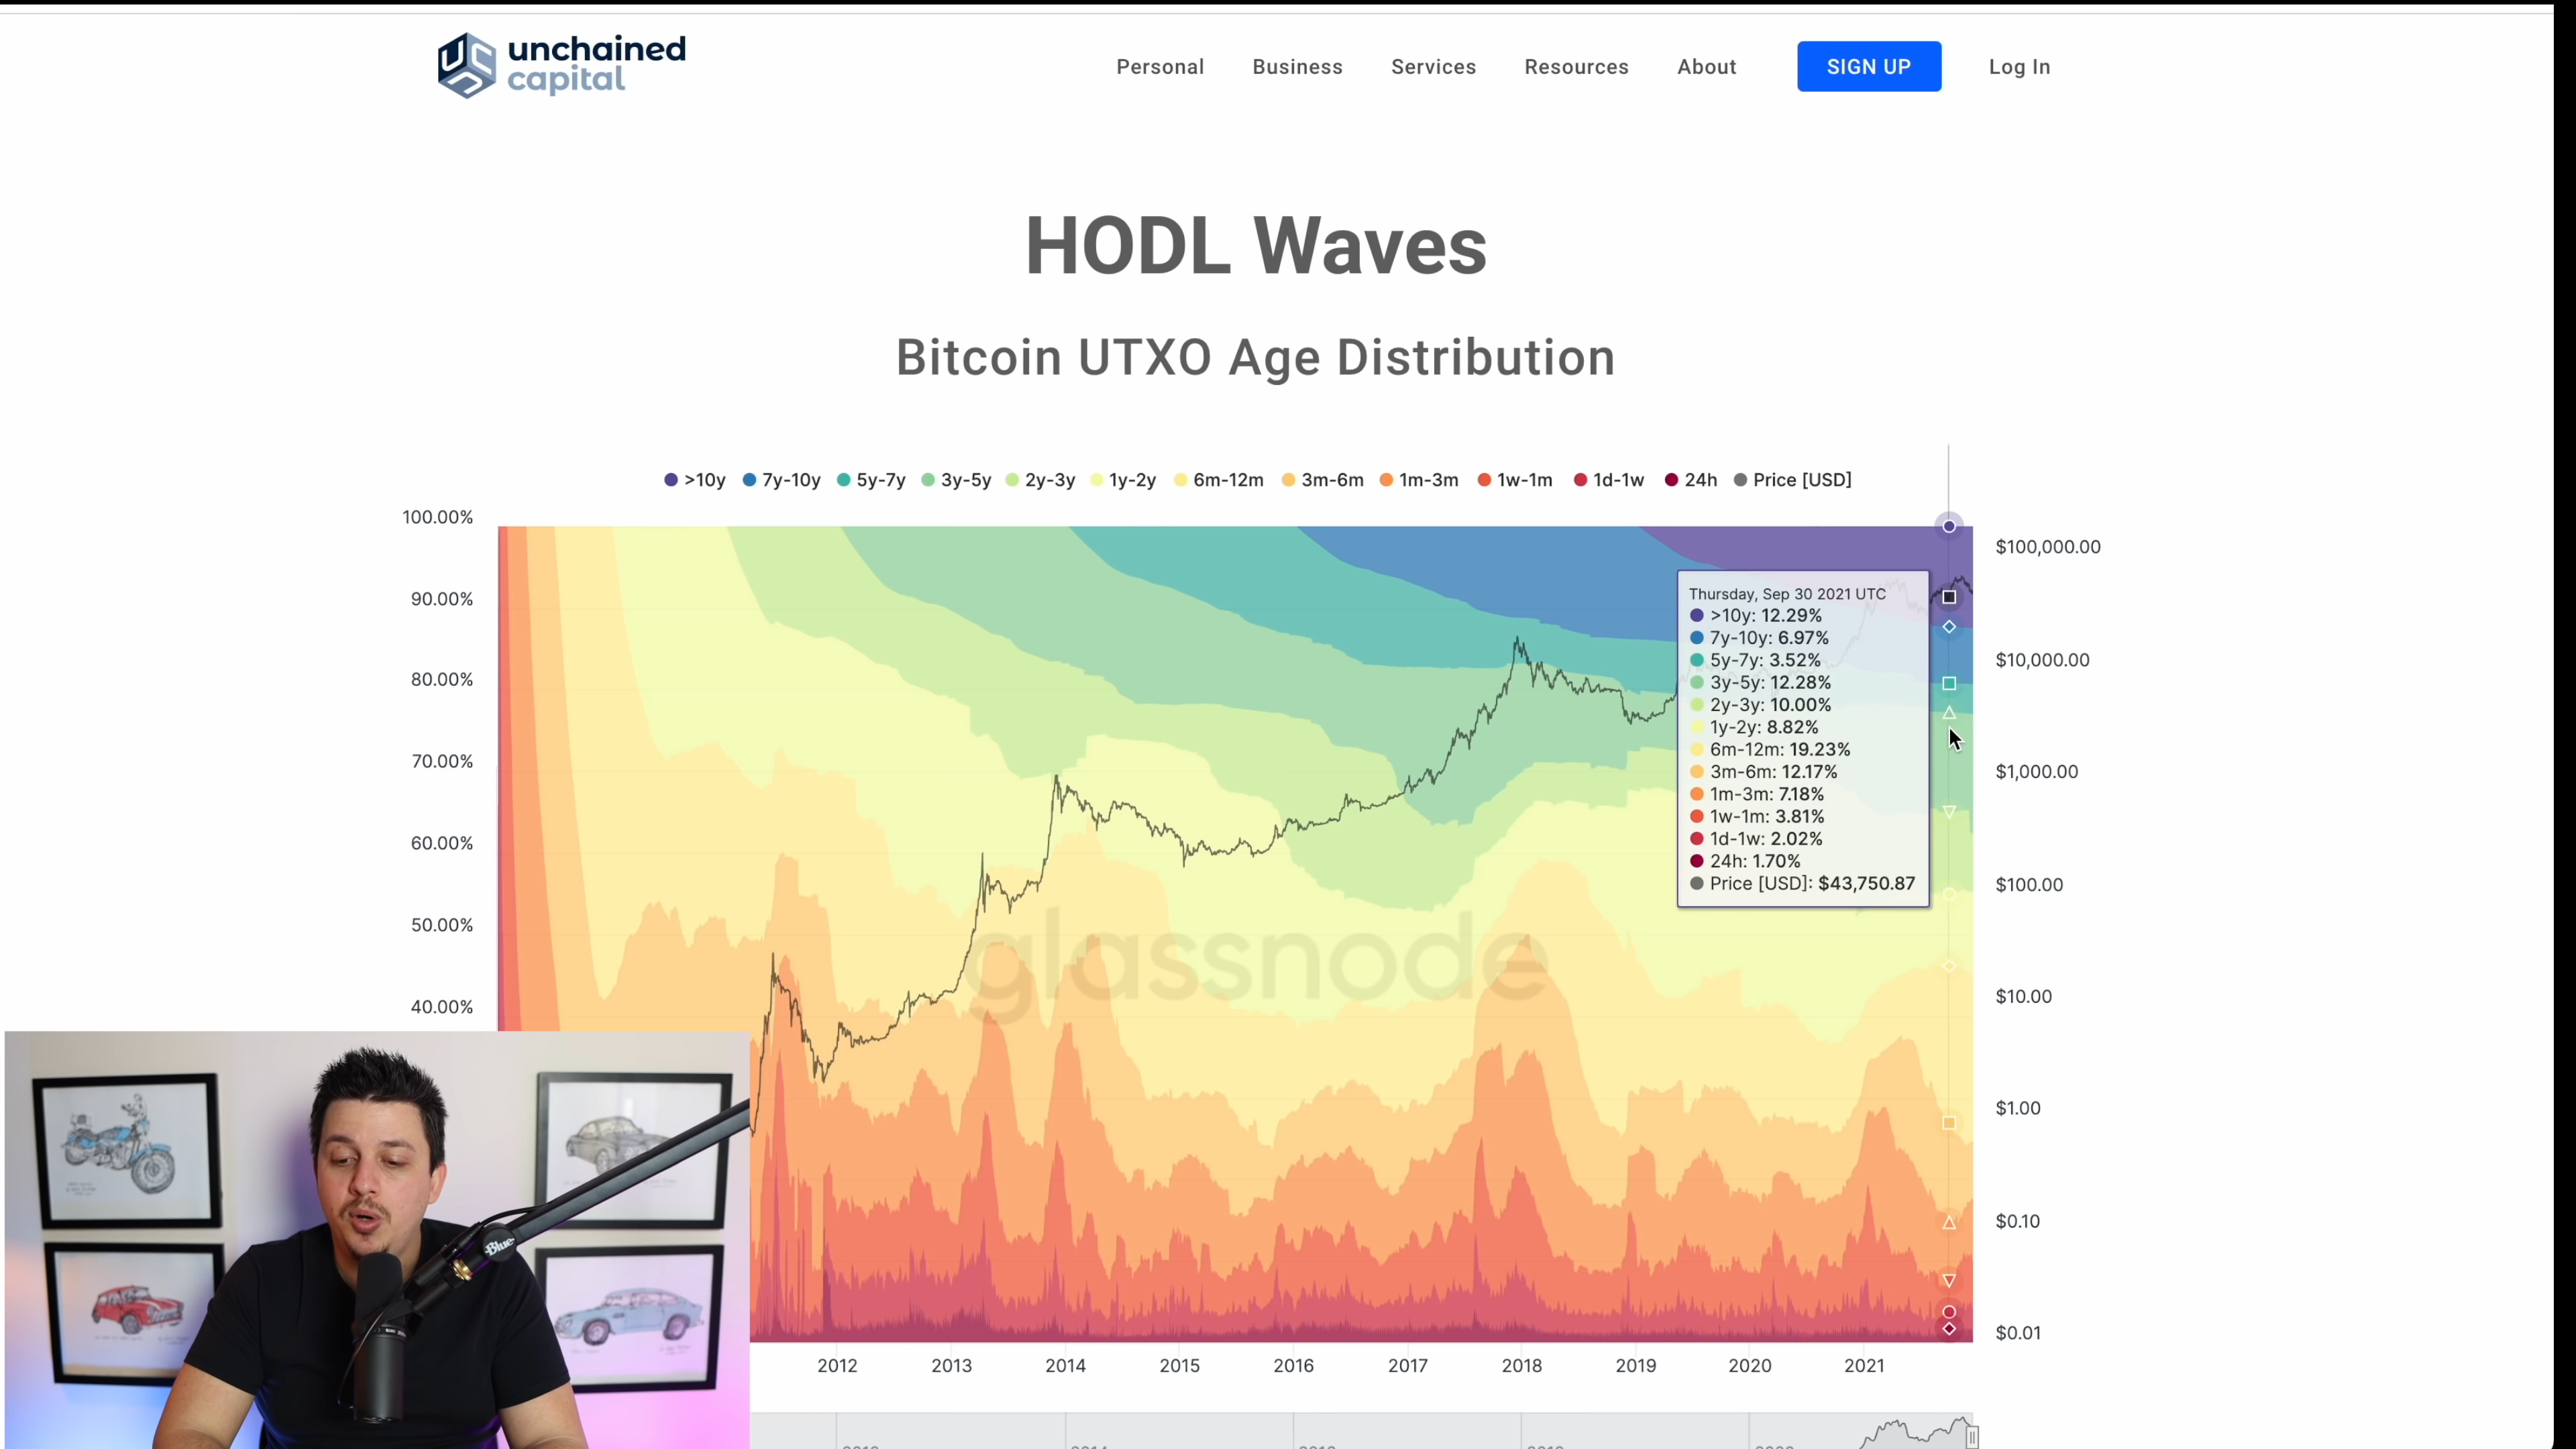 unchained
capital
Personal Business Services Resources About SIGN UP Log In
HODL Waves
Bitcoin UTXO Age Distribution
>10y 7y-10y 5y-7y 3y-5y 2y-3y 1y-2y 6m-12m 3m-6m 1m-3m 1w-1m 1d-1w 24h Price [USD]
100.00%
90.00%
80.00%
70.00%
60.00%
50.00%
40.00%
$100,000.00
$10,000.00
$1,000.00
$100.00
$10.00
$1.00
$0.10
$0.01
Thursday, Sep 30 2021 UTC
>10y: 12.29%
7y-10y: 6.97%
5y-7y: 3.52%
3y-5y: 12.28%
2y-3y: 10.00%
1y-2y: 8.82%
6m-12m: 19.23%
3m-6m: 12.17%
1m-3m: 7.18%
1w-1m: 3.81%
1d-1w: 2.02%
24h: 1.70%
Price [USD]: $43,750.87
glassnode
Blue
2012 2013 2014 2015 2016 2017 2018 2019 2020 2021